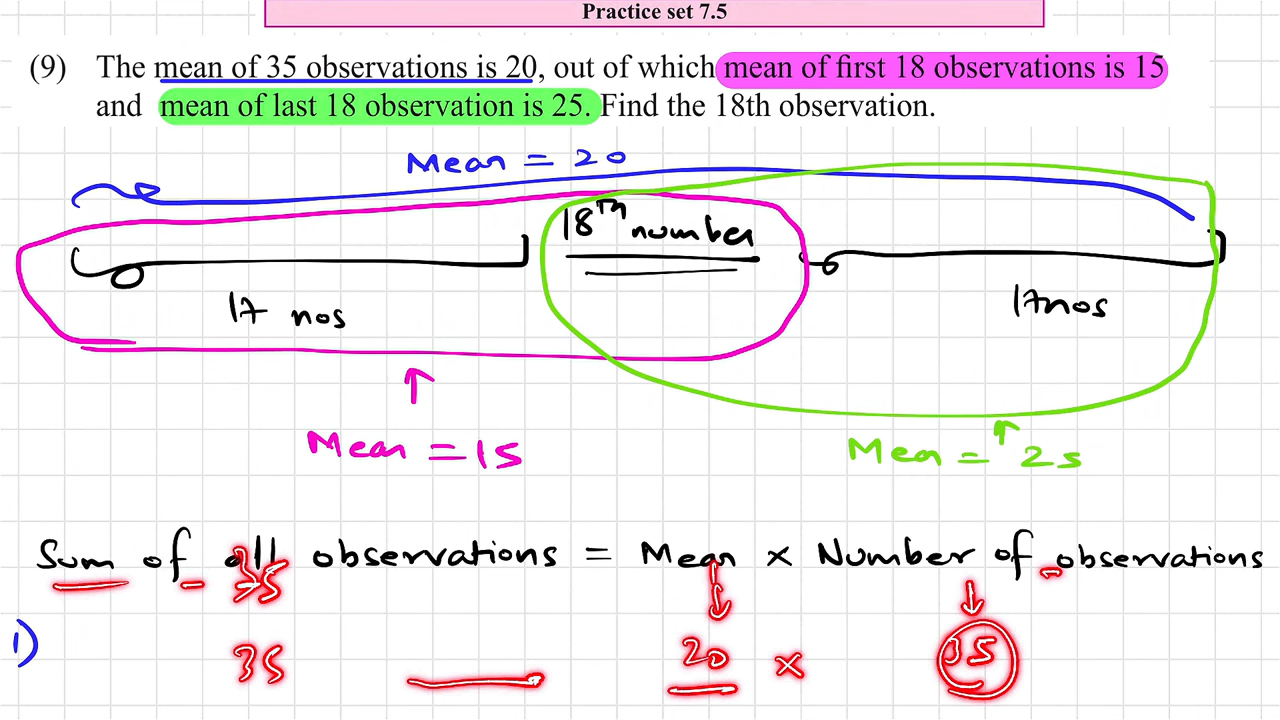 Practice set 7.5
(9) The mean of 35 observations is 20, out of which mean of first 18 observations is 15
and mean of last 18 observation is 25. Find the 18th observation.
Mean = 20
18Th number
17 nos
17nos
Mean = 15
Mean = 25
Sum of all observations = Mean x Number of observations
35
1) 35 20 x 35